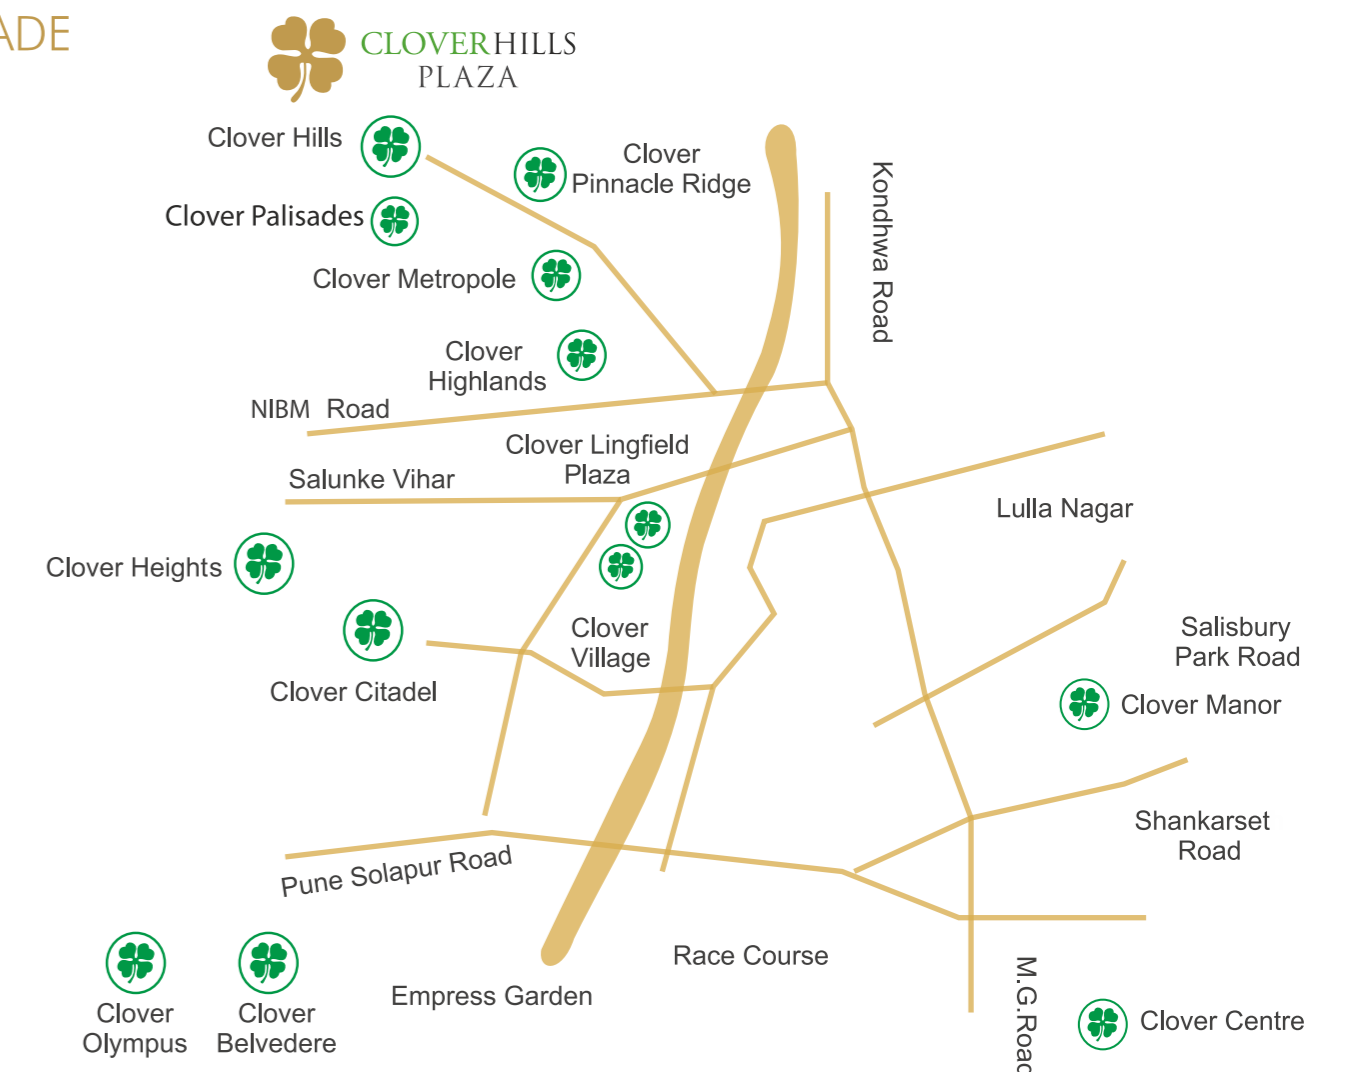 ADE
CLOVERHILLS
PLAZA
Clover Hills
Clover
Pinnacle Ridge
Kondhwa Road
Clover Palisades
Clover Metropole
Clover
Highlands
NIBM Road
Clover Lingfield
Plaza
Salunke Vihar
Lulla Nagar
Clover Heights
Clover
Village
Salisbury
Park Road
Clover Citadel
Clover Manor
Shankarset
Road
Pune Solapur Road
Race Course
Empress Garden
M.G.Road
Clover
Olympus
Clover
Belvedere
Clover Centre